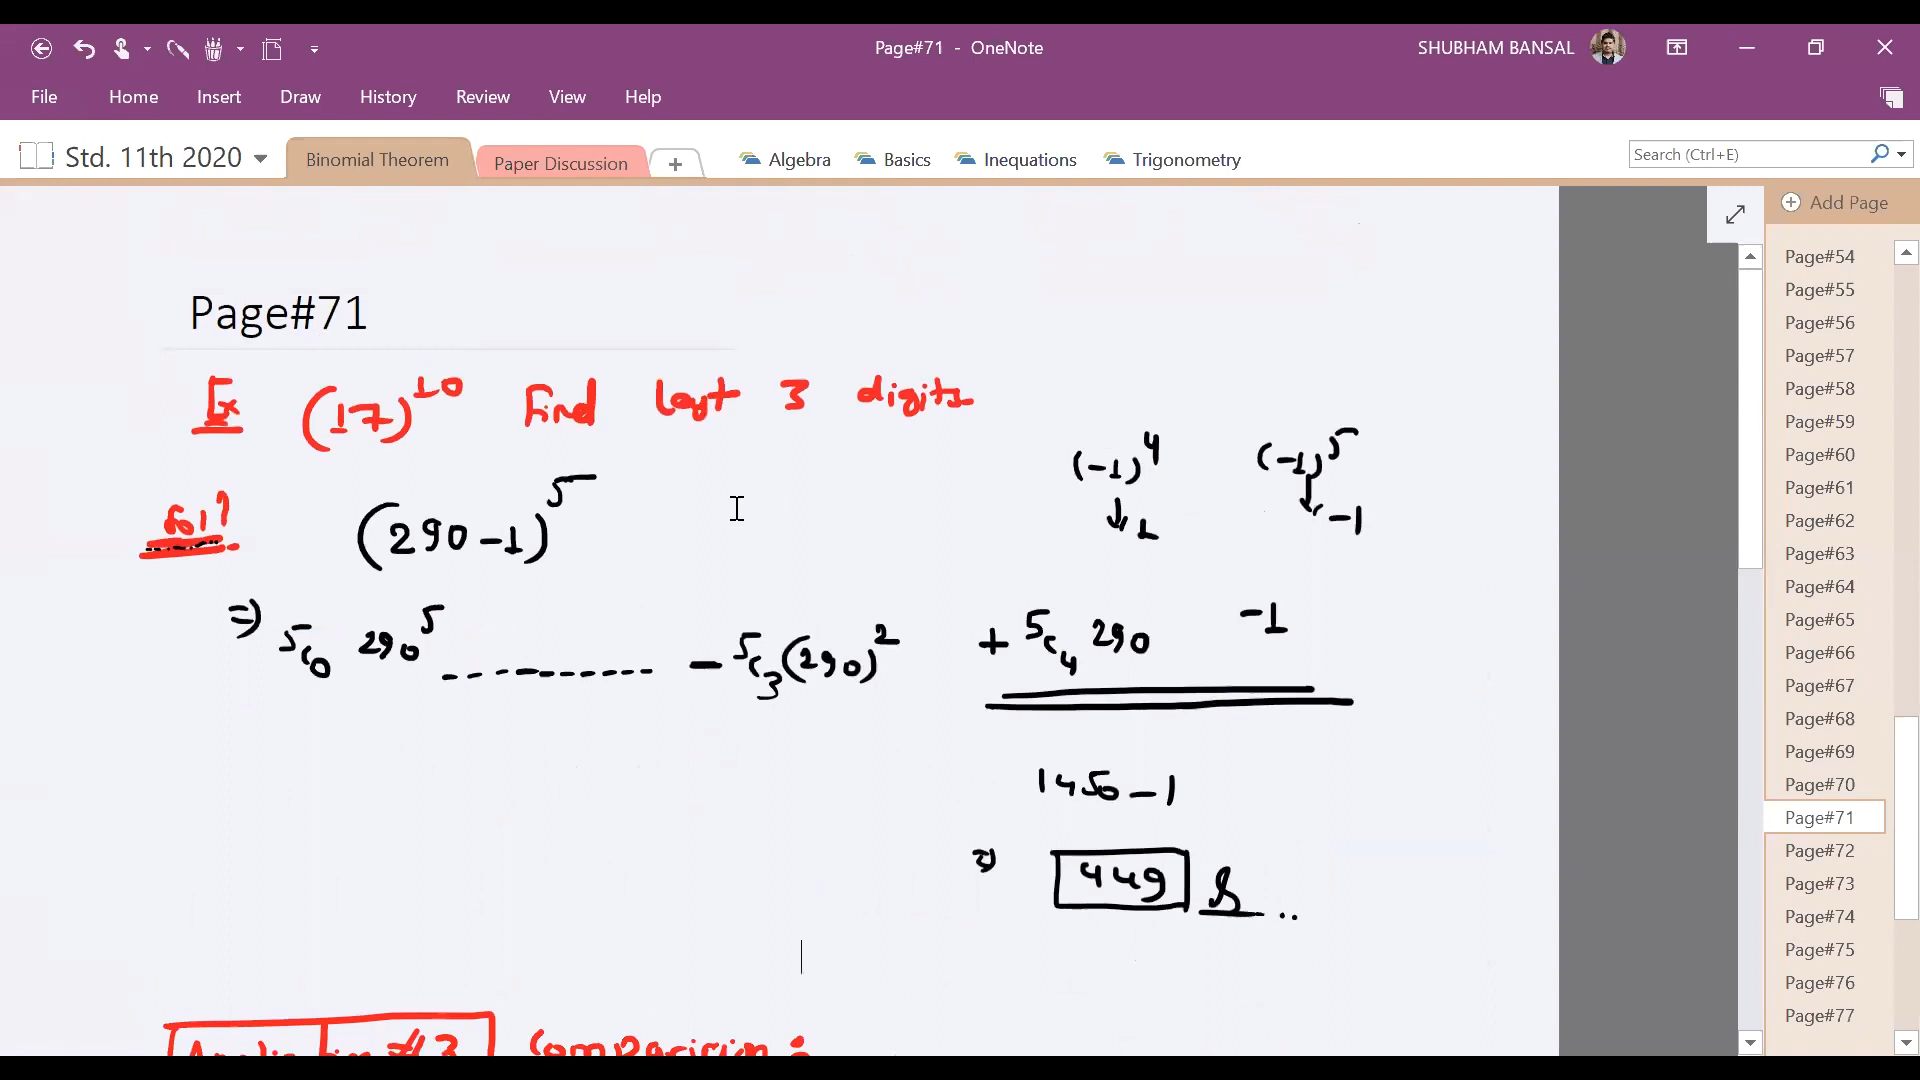 Page#71 - OneNote
SHUBHAM BANSAL
File Home Insert Draw History Review View Help
Std. 11th 2020
Binomial Theorem
Paper Discussion
+
Algebra
Basics
Inequations
Trigonometry
Search (Ctrl+E)
Add Page
Page#54
Page#55
Page#56
Page#57
Page#58
Page#59
Page#60
Page#61
Page#62
Page#63
Page#64
Page#65
Page#66
Page#67
Page#68
Page#69
Page#70
Page#71
Page#72
Page#73
Page#74
Page#75
Page#76
Page#77
Page#71
Ex (17)^10 Find last 3 digits
(-1)^4 (-1)^5
↓ 1 ↓ -1
Sol? (290-1)^5
=) 5C0 290^5 ---------- - 5C3 (290)^2 + 5C4 290 -1
1450-1
=) 449
Application #3 Comparision :